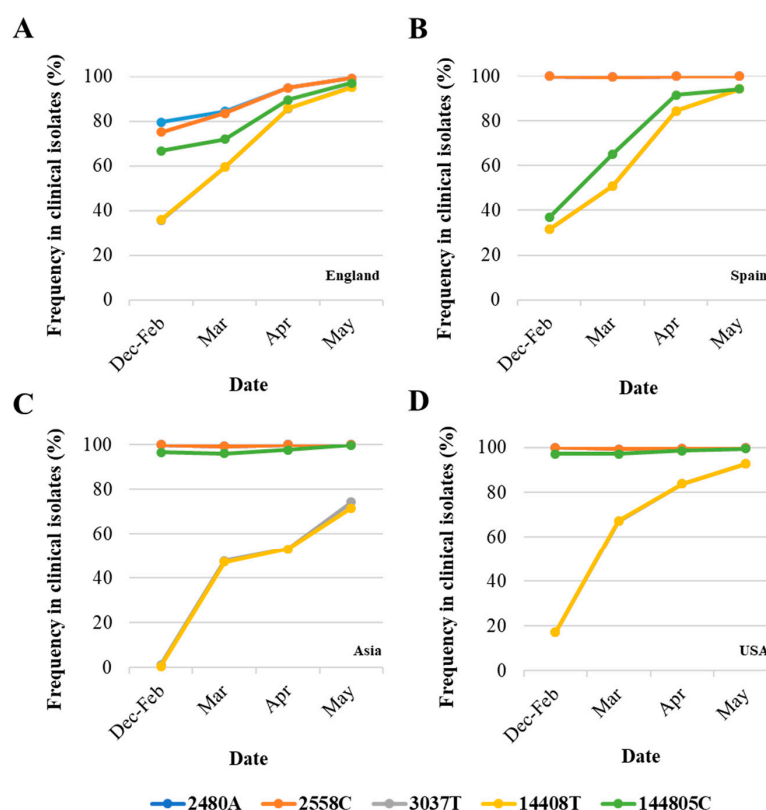 A
Frequency in clinical isolates (%)
100
80
60
40
20
0
England
Dec-Feb
Mar
Apr
May
Date
B
Frequency in clinical isolates (%)
100
80
60
40
20
0
Spain
Dec-Feb
Mar
Apr
May
Date
C
Frequency in clinical isolates (%)
100
80
60
40
20
0
Asia
Dec-Feb
Mar
Apr
May
Date
D
Frequency in clinical isolates (%)
100
80
60
40
20
0
USA
Dec-Feb
Mar
Apr
May
Date
2480A 2558C 3037T 14408T 144805C